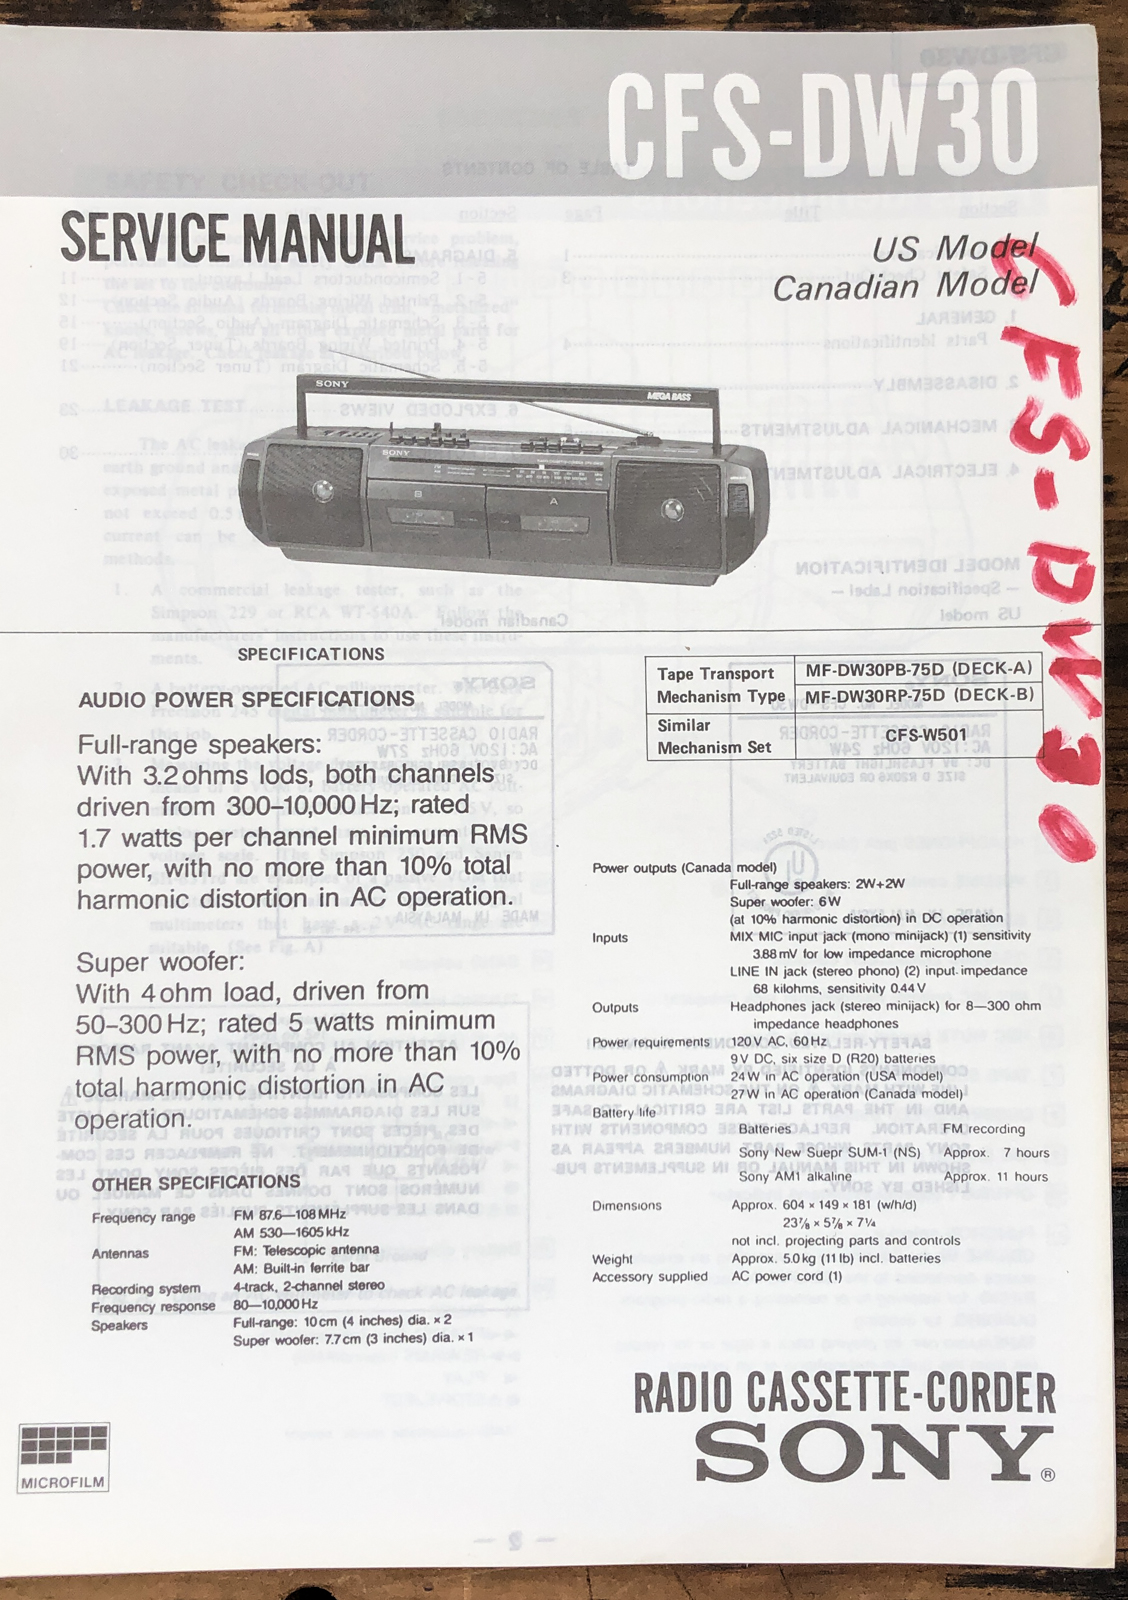 CFS-DW30
SERVICE MANUAL
US Model
Canadian Model
CFS-DW30
SONY
MEGA BASS
SONY
B
A
SPECIFICATIONS
AUDIO POWER SPECIFICATIONS
Full-range speakers:
With 3.2 ohms lods, both channels
driven from 300–10,000 Hz; rated
1.7 watts per channel minimum RMS
power, with no more than 10% total
harmonic distortion in AC operation.
Super woofer:
With 4 ohm load, driven from
50–300 Hz; rated 5 watts minimum
RMS power, with no more than 10%
total harmonic distortion in AC
operation.
OTHER SPECIFICATIONS
Frequency range FM 87.6—108 MHz
AM 530—1605 kHz
Antennas FM: Telescopic antenna
AM: Built-in ferrite bar
Recording system 4-track, 2-channel stereo
Frequency response 80—10,000 Hz
Speakers Full-range: 10 cm (4 inches) dia. × 2
Super woofer: 7.7 cm (3 inches) dia. × 1
Tape Transport Mechanism Type MF-DW30PB-75D (DECK-A)
MF-DW30RP-75D (DECK-B)
Similar Mechanism Set CFS-W501
Power outputs (Canada model)
Full-range speakers: 2W+2W
Super woofer: 6W
(at 10% harmonic distortion) in DC operation
Inputs MIX MIC input jack (mono minijack) (1) sensitivity
3.88 mV for low impedance microphone
LINE IN jack (stereo phono) (2) input impedance
68 kilohms, sensitivity 0.44 V
Outputs Headphones jack (stereo minijack) for 8—300 ohm
impedance headphones
Power requirements 120 V AC, 60 Hz
9 V DC, six size D (R20) batteries
Power consumption 24 W in AC operation (USA model)
27 W in AC operation (Canada model)
Battery life
Batteries FM recording
Sony New Suepr SUM-1 (NS) Approx. 7 hours
Sony AM1 alkaline Approx. 11 hours
Dimensions Approx. 604 × 149 × 181 (w/h/d)
23⅞ × 5⅞ × 7¼
not incl. projecting parts and controls
Weight Approx. 5.0 kg (11 lb) incl. batteries
Accessory supplied AC power cord (1)
RADIO CASSETTE-CORDER
SONY®
MICROFILM